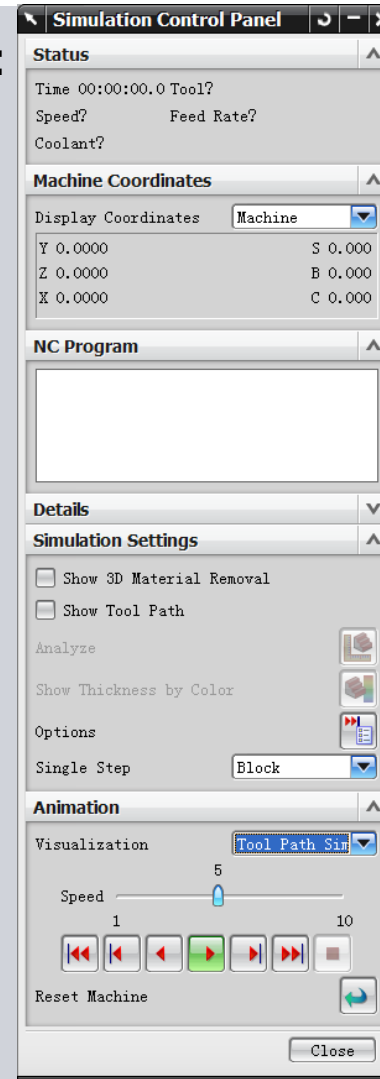 Simulation Control Panel
Status
Time 00:00:00.0 Tool?
Speed? Feed Rate?
Coolant?
Machine Coordinates
Display Coordinates Machine
Y 0.0000 S 0.000
Z 0.0000 B 0.000
X 0.0000 C 0.000
NC Program
Details
Simulation Settings
Show 3D Material Removal
Show Tool Path
Analyze
Show Thickness by Color
Options
Single Step Block
Animation
Visualization Tool Path Sim
5
Speed
1 10
Reset Machine
Close